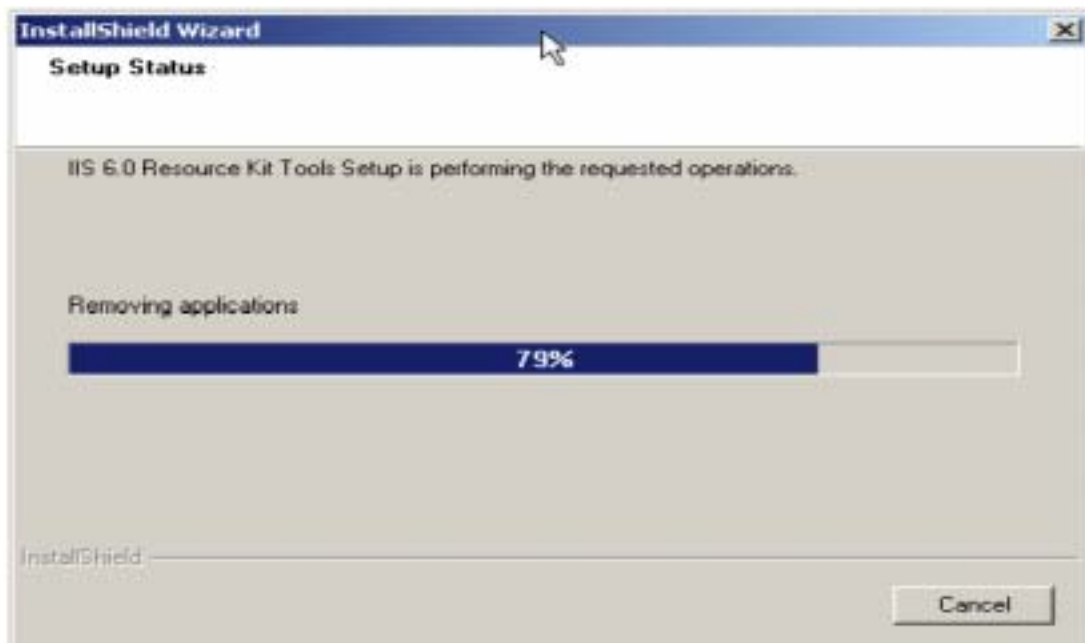 InstallShield Wizard
Setup Status
IIS 6.0 Resource Kit Tools Setup is performing the requested operations.
Removing applications
79%
InstallShield
Cancel